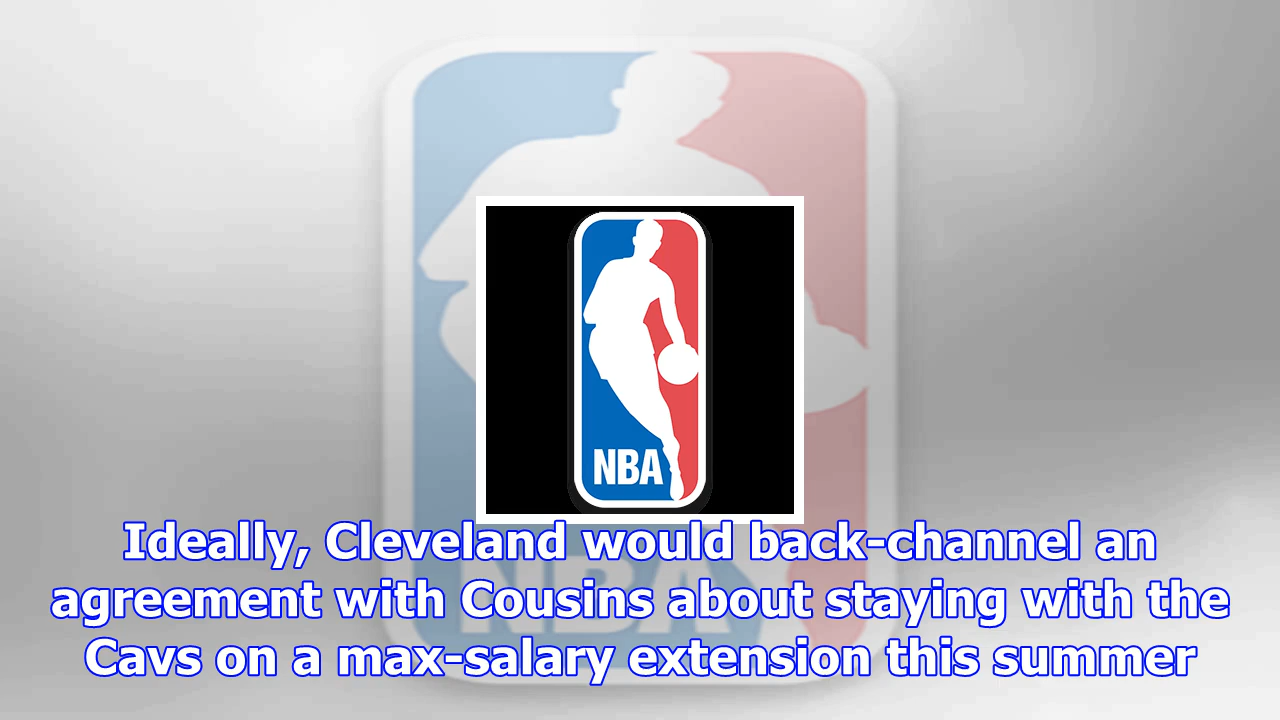 NBA
Ideally, Cleveland would back-channel an
agreement with Cousins about staying with the
Cavs on a max-salary extension this summer